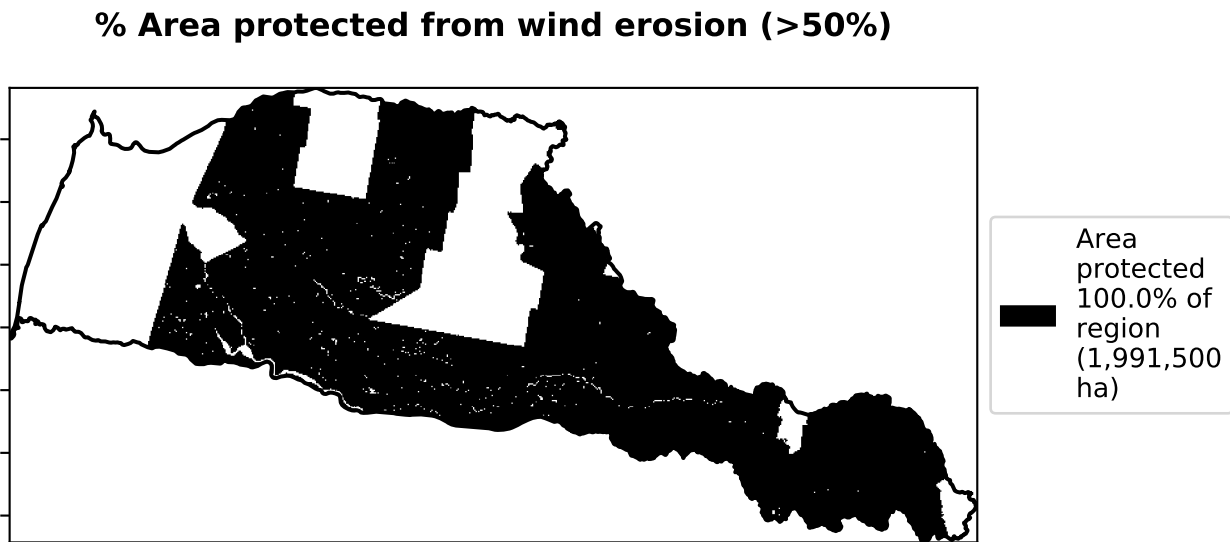 % Area protected from wind erosion (>50%)
Area
protected
100.0% of
region
(1,991,500
ha)